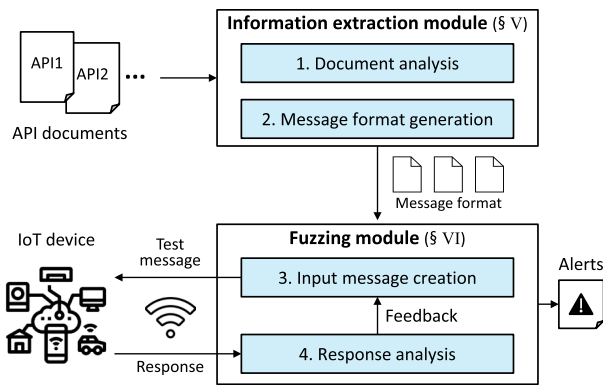 Information extraction module (§ V)
API1
API2
...
API documents
1. Document analysis
2. Message format generation
Message format
Fuzzing module (§ VI)
IoT device
Test
message
3. Input message creation
Alerts
Feedback
Response
4. Response analysis